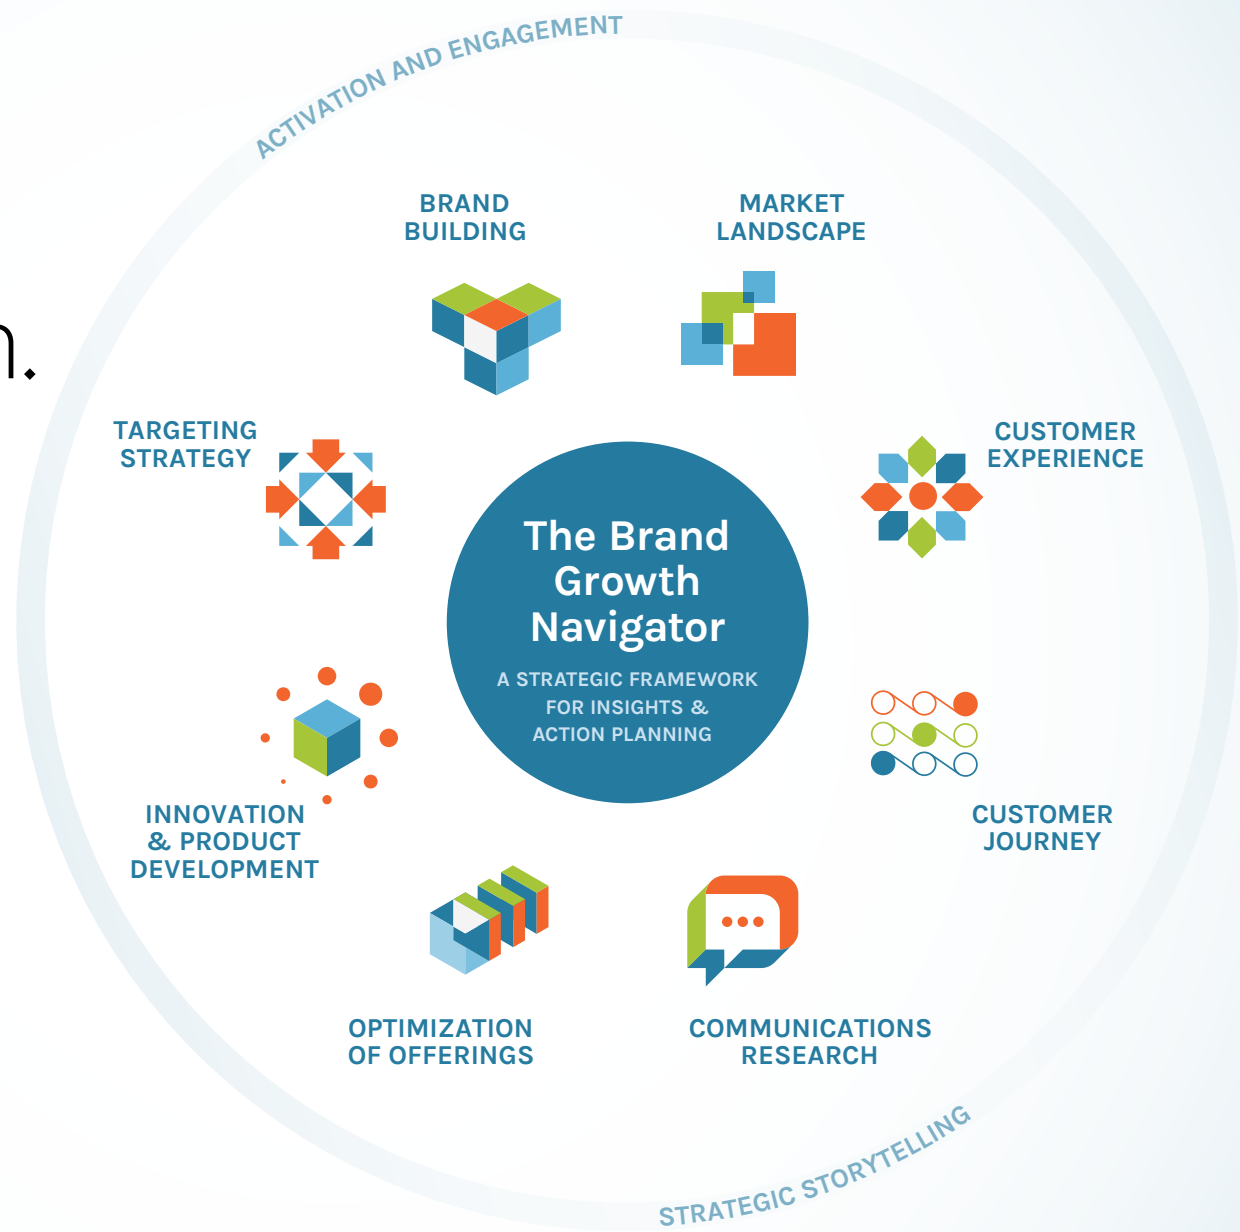 ACTIVATION AND ENGAGEMENT
BRAND
BUILDING
MARKET
LANDSCAPE
TARGETING
STRATEGY
CUSTOMER
EXPERIENCE
The Brand
Growth
Navigator
A STRATEGIC FRAMEWORK
FOR INSIGHTS &
ACTION PLANNING
INNOVATION
& PRODUCT
DEVELOPMENT
CUSTOMER
JOURNEY
OPTIMIZATION
OF OFFERINGS
COMMUNICATIONS
RESEARCH
STRATEGIC STORYTELLING